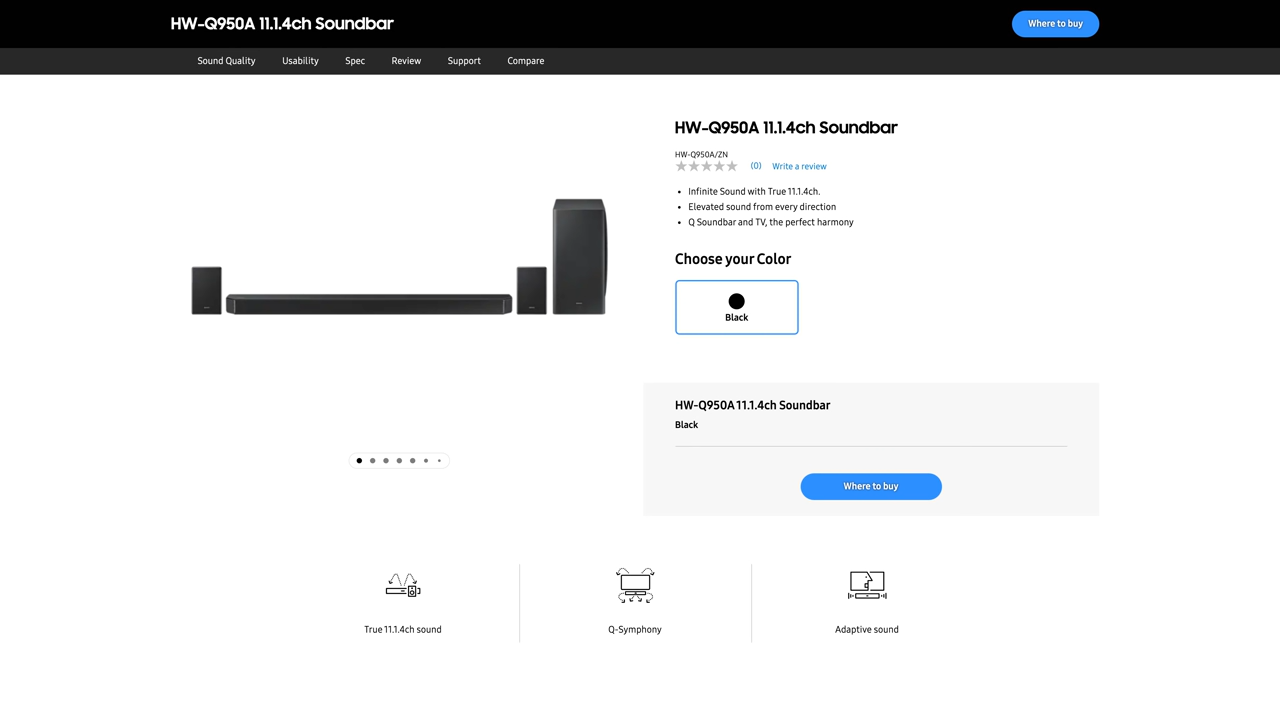 HW-Q950A 11.1.4ch Soundbar
Where to buy
Sound Quality
Usability
Spec
Review
Support
Compare
HW-Q950A 11.1.4ch Soundbar
HW-Q950A/ZN
(0)
Write a review
Infinite Sound with True 11.1.4ch.
Elevated sound from every direction
Q Soundbar and TV, the perfect harmony
Choose your Color
Black
HW-Q950A 11.1.4ch Soundbar
Black
Where to buy
True 11.1.4ch sound
Q-Symphony
Adaptive sound